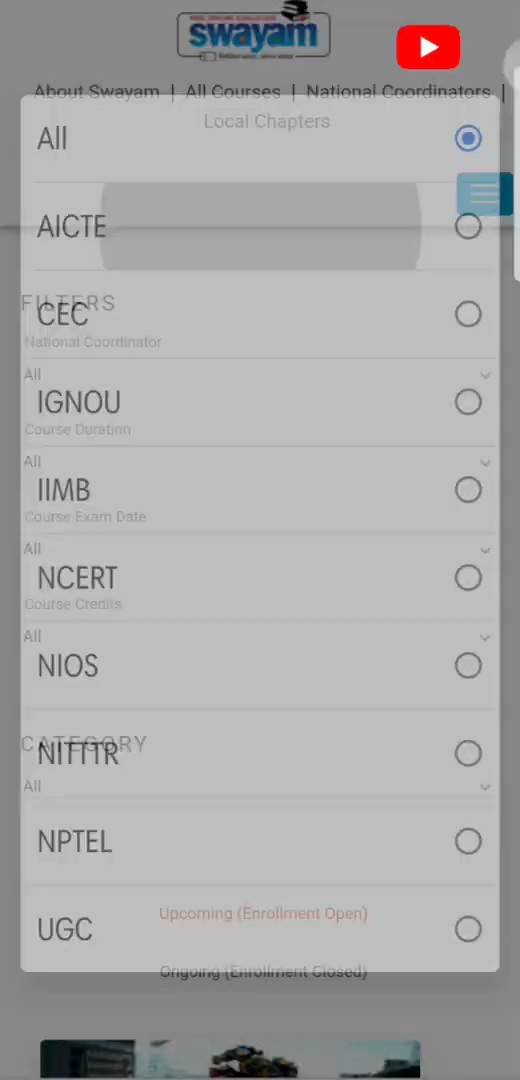 swayam
About Swayam | All Courses | National Coordinators |
Local Chapters
All
AICTE
FILTERS
CEC
National Coordinator
All
IGNOU
Course Duration
All
IIMB
Course Exam Date
All
NCERT
Course Credits
All
NIOS
CATEGORY
NITTTR
All
NPTEL
Upcoming (Enrollment Open)
UGC
Ongoing (Enrollment Closed)